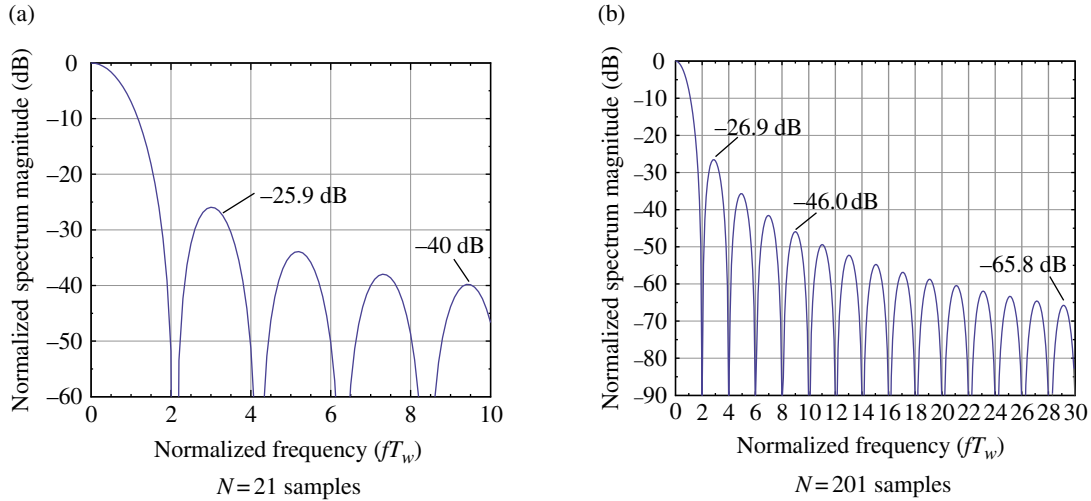 (a)
Normalized spectrum magnitude (dB)
0
–10
–20
–30
–40
–50
–60
–25.9 dB
–40 dB
0 2 4 6 8 10
Normalized frequency (fT_w)
N = 21 samples
(b)
Normalized spectrum magnitude (dB)
0
–10
–20
–30
–40
–50
–60
–70
–80
–90
–26.9 dB
–46.0 dB
–65.8 dB
0 2 4 6 8 10 12 14 16 18 20 22 24 26 28 30
Normalized frequency (fT_w)
N = 201 samples